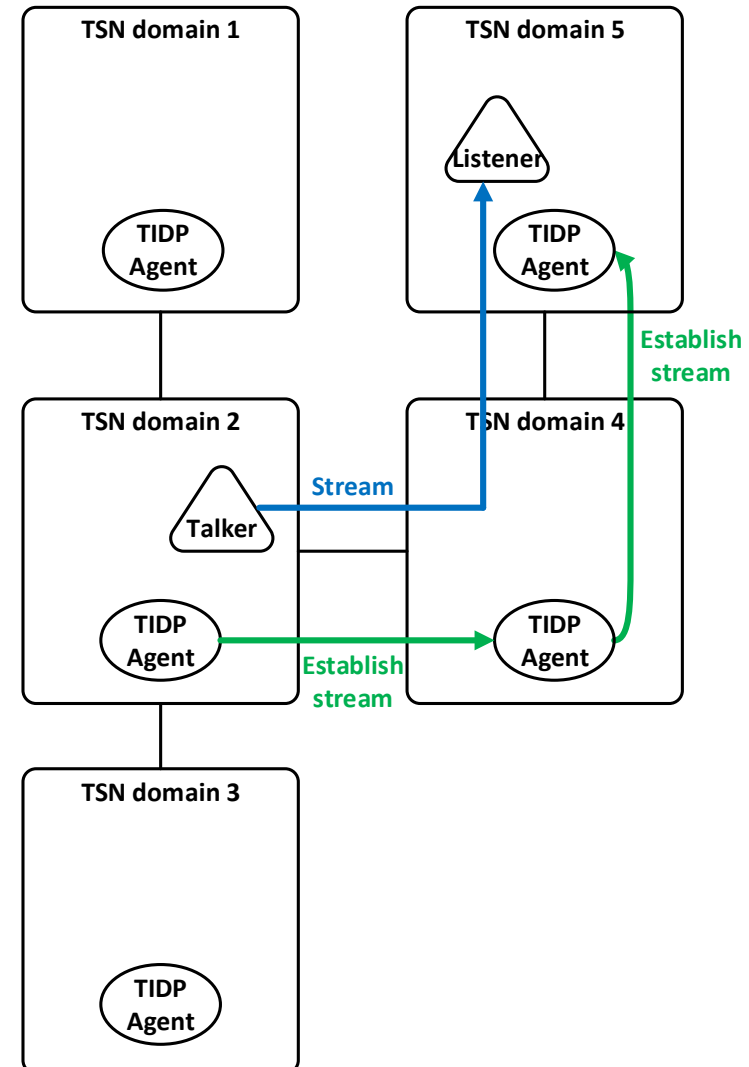 TSN domain 1
TSN domain 5
Listener
TIDP
Agent
TIDP
Agent
Establish
stream
TSN domain 2
TSN domain 4
Stream
Talker
TIDP
Agent
TIDP
Agent
Establish
stream
TSN domain 3
TIDP
Agent